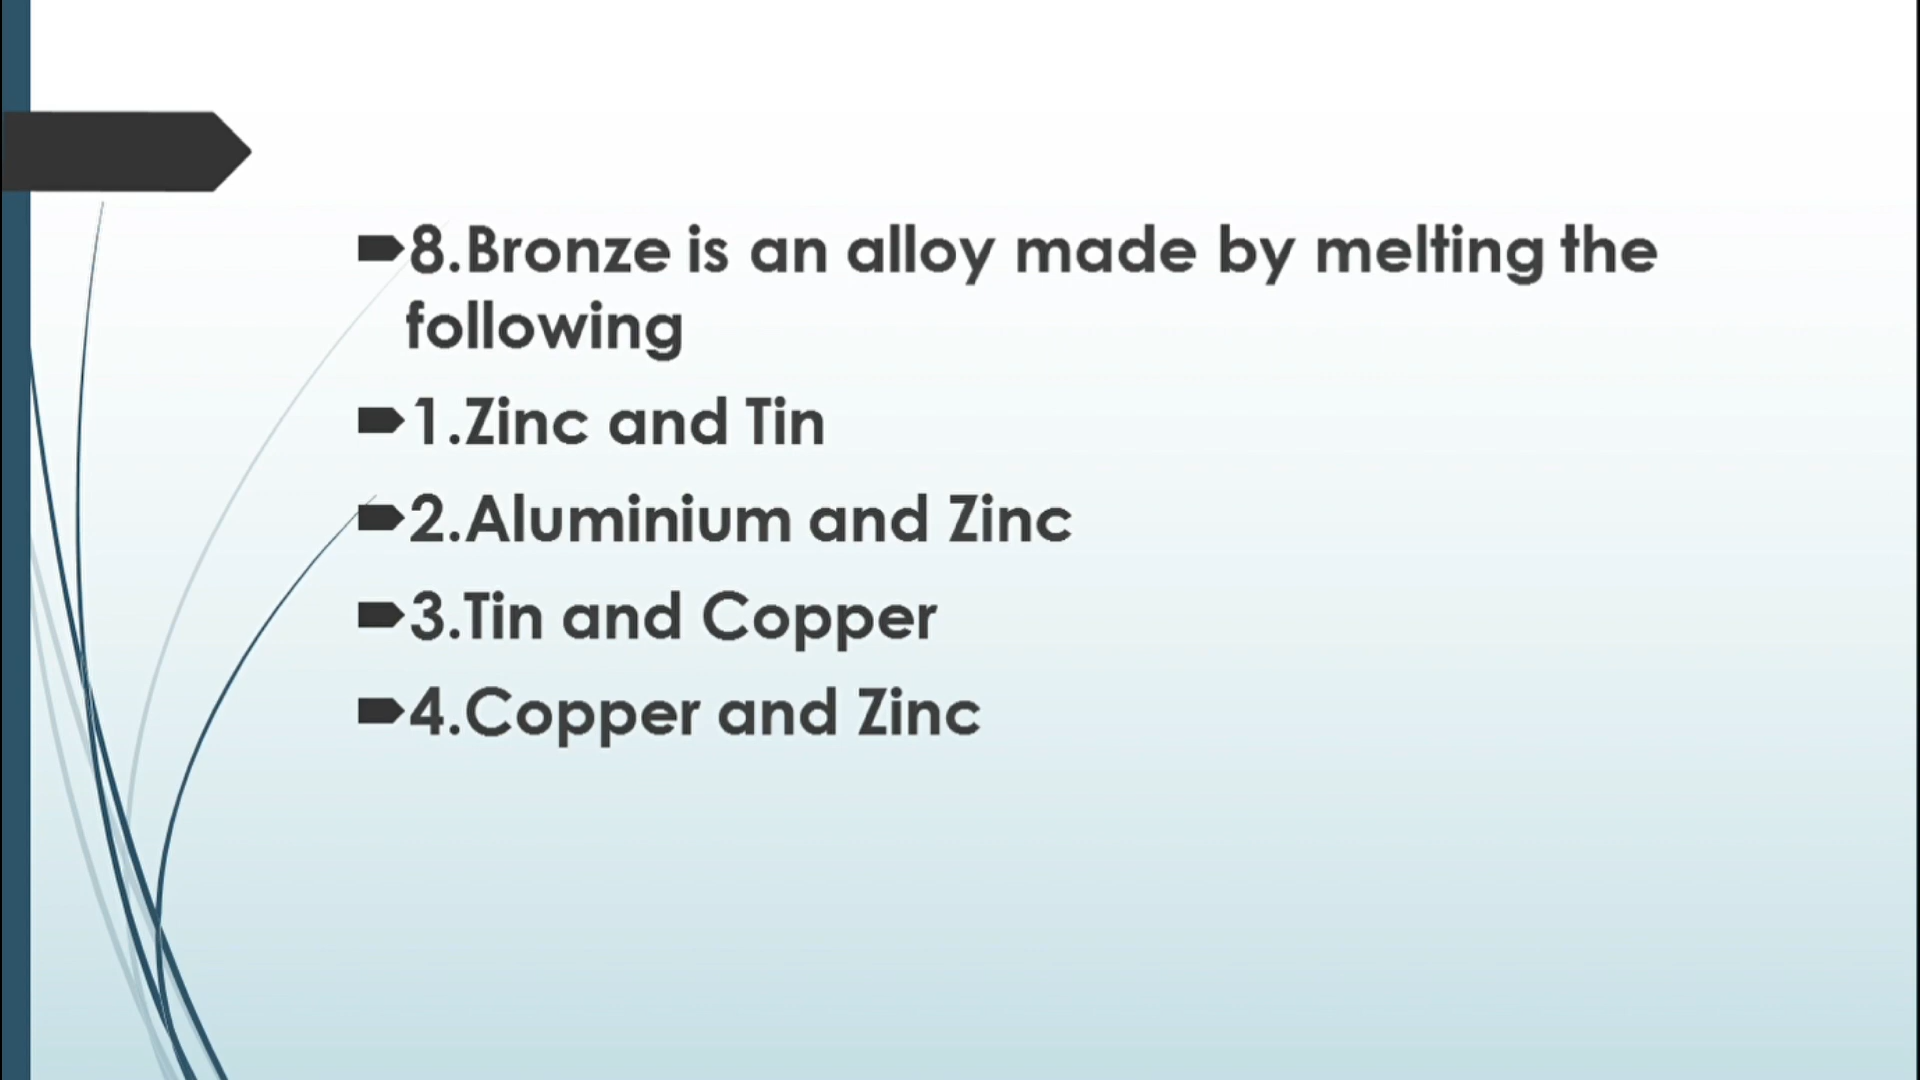 8.Bronze is an alloy made by melting the
following
1.Zinc and Tin
2.Aluminium and Zinc
3.Tin and Copper
4.Copper and Zinc